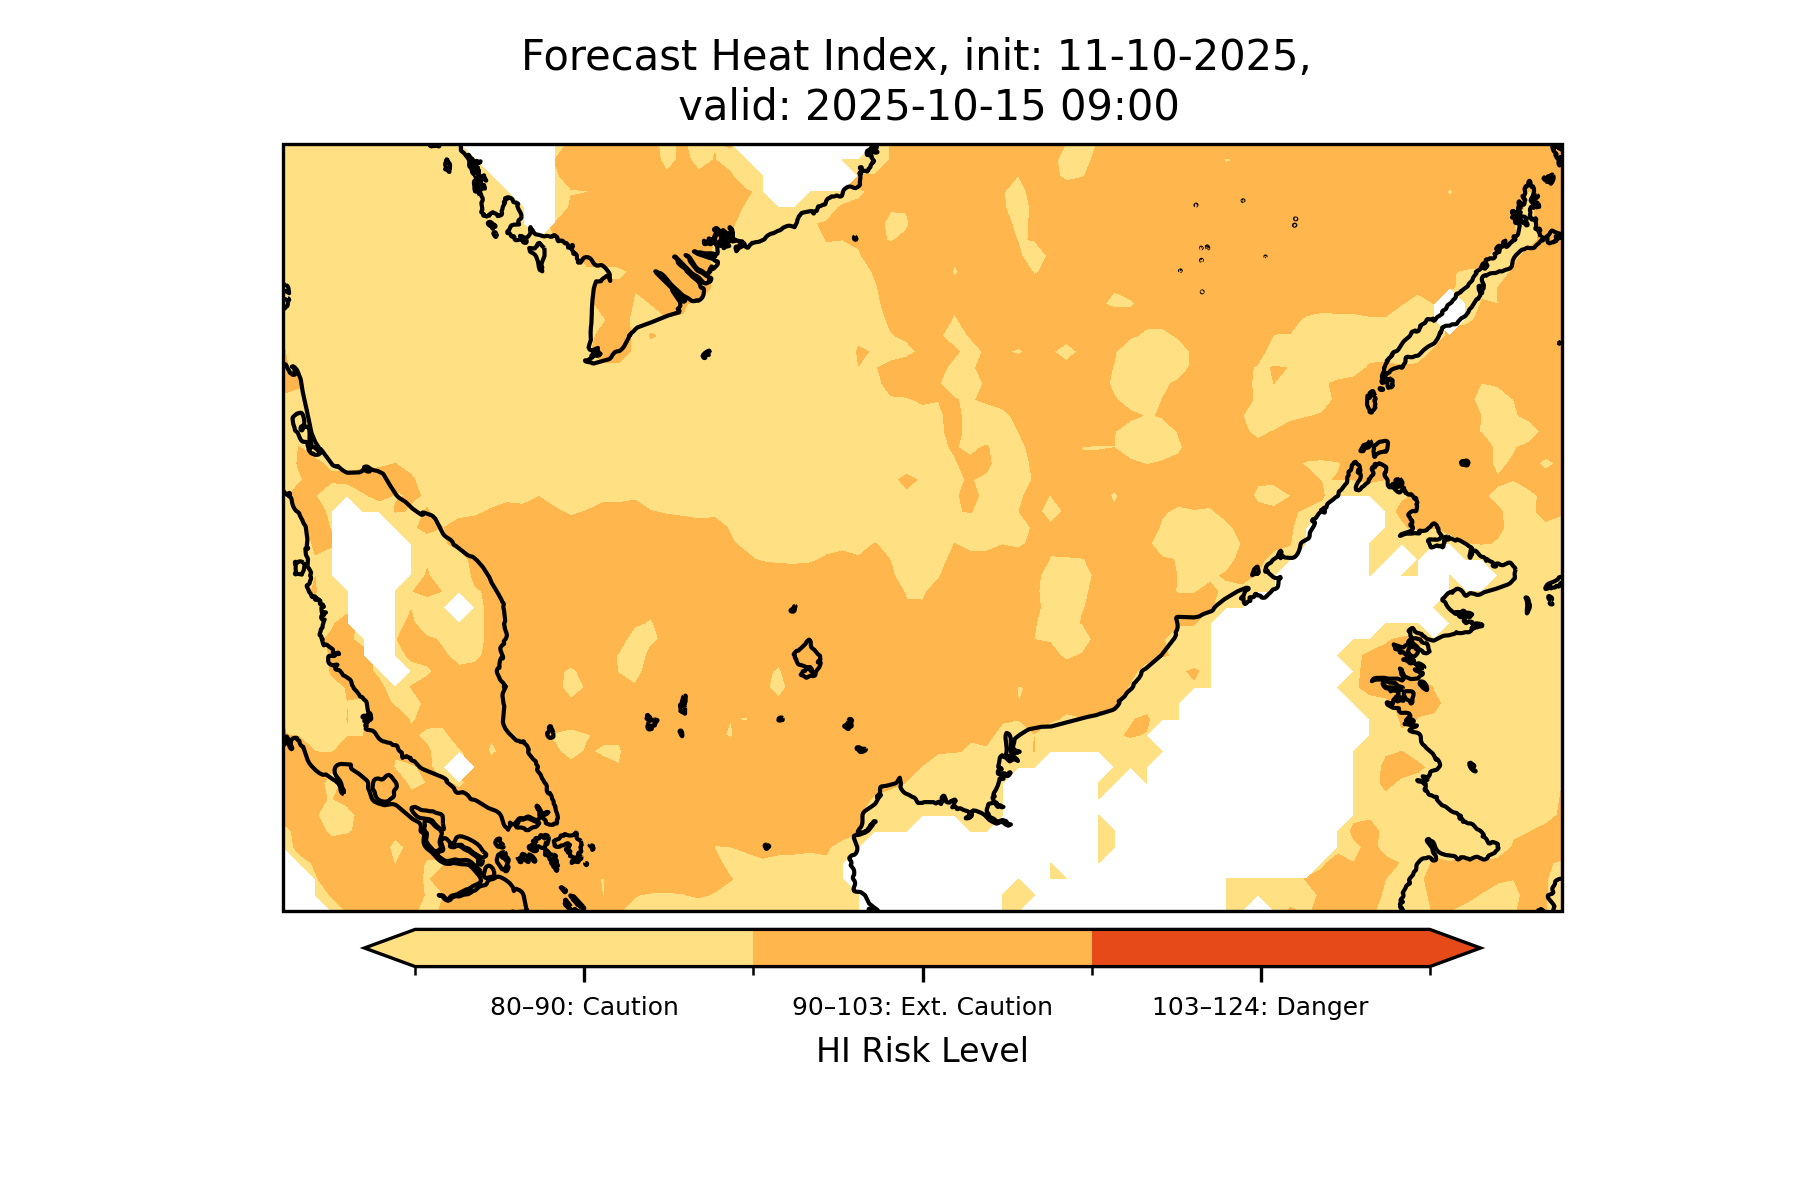 Forecast Heat Index, init: 11-10-2025,
valid: 2025-10-15 09:00
80–90: Caution
90–103: Ext. Caution
103–124: Danger
HI Risk Level